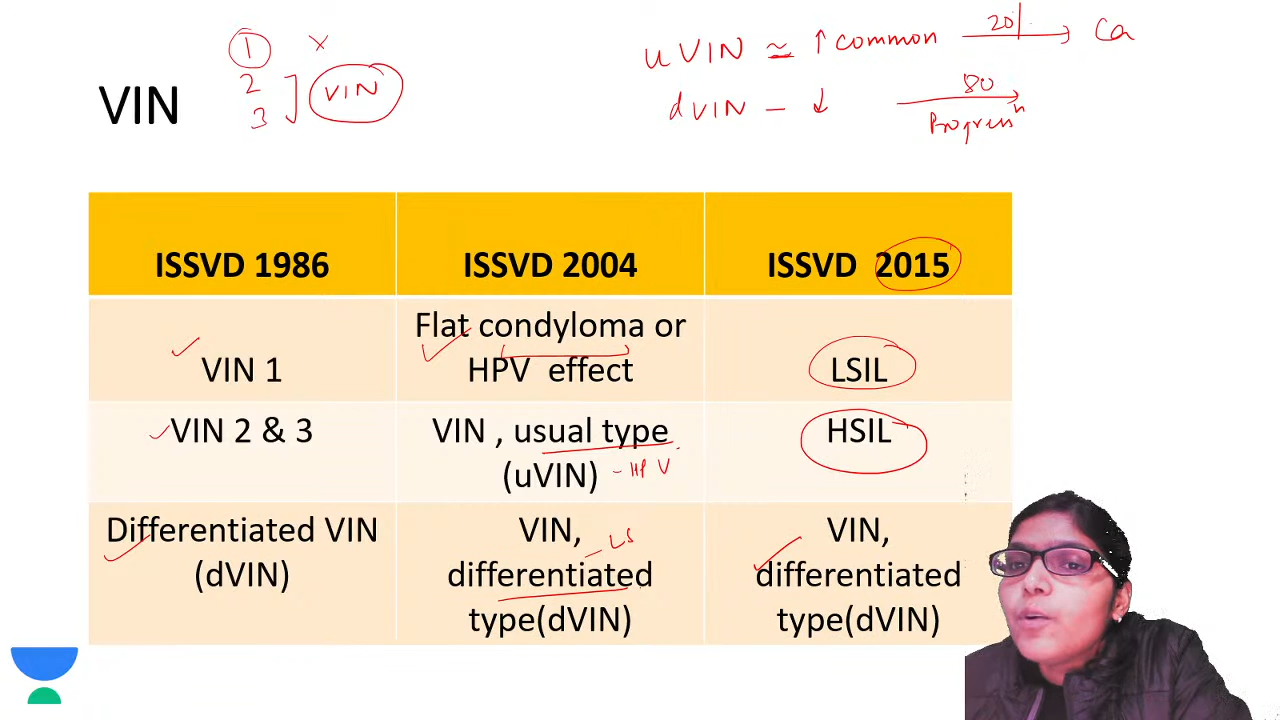 ① ×
2
3 ] VIN
uVIN ≃ ↑ common 20% → Ca
dVIN – ↓ 80 → Progressn
VIN
ISSVD 1986
ISSVD 2004
ISSVD 2015
VIN 1
Flat condyloma or
HPV effect
LSIL
VIN 2 & 3
VIN , usual type
(uVIN) – HPV
HSIL
Differentiated VIN
(dVIN)
VIN, – LS
differentiated
type(dVIN)
VIN,
differentiated
type(dVIN)